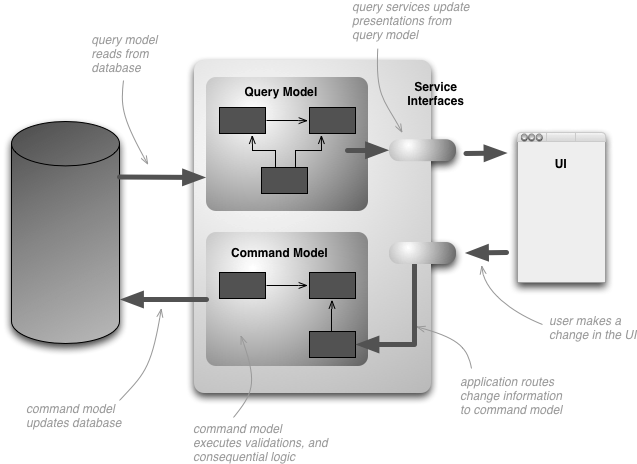 query model
reads from
database
query services update
presentations from
query model
Query Model
Service
Interfaces
UI
Command Model
user makes a
change in the UI
application routes
change information
to command model
command model
updates database
command model
executes validations, and
consequential logic